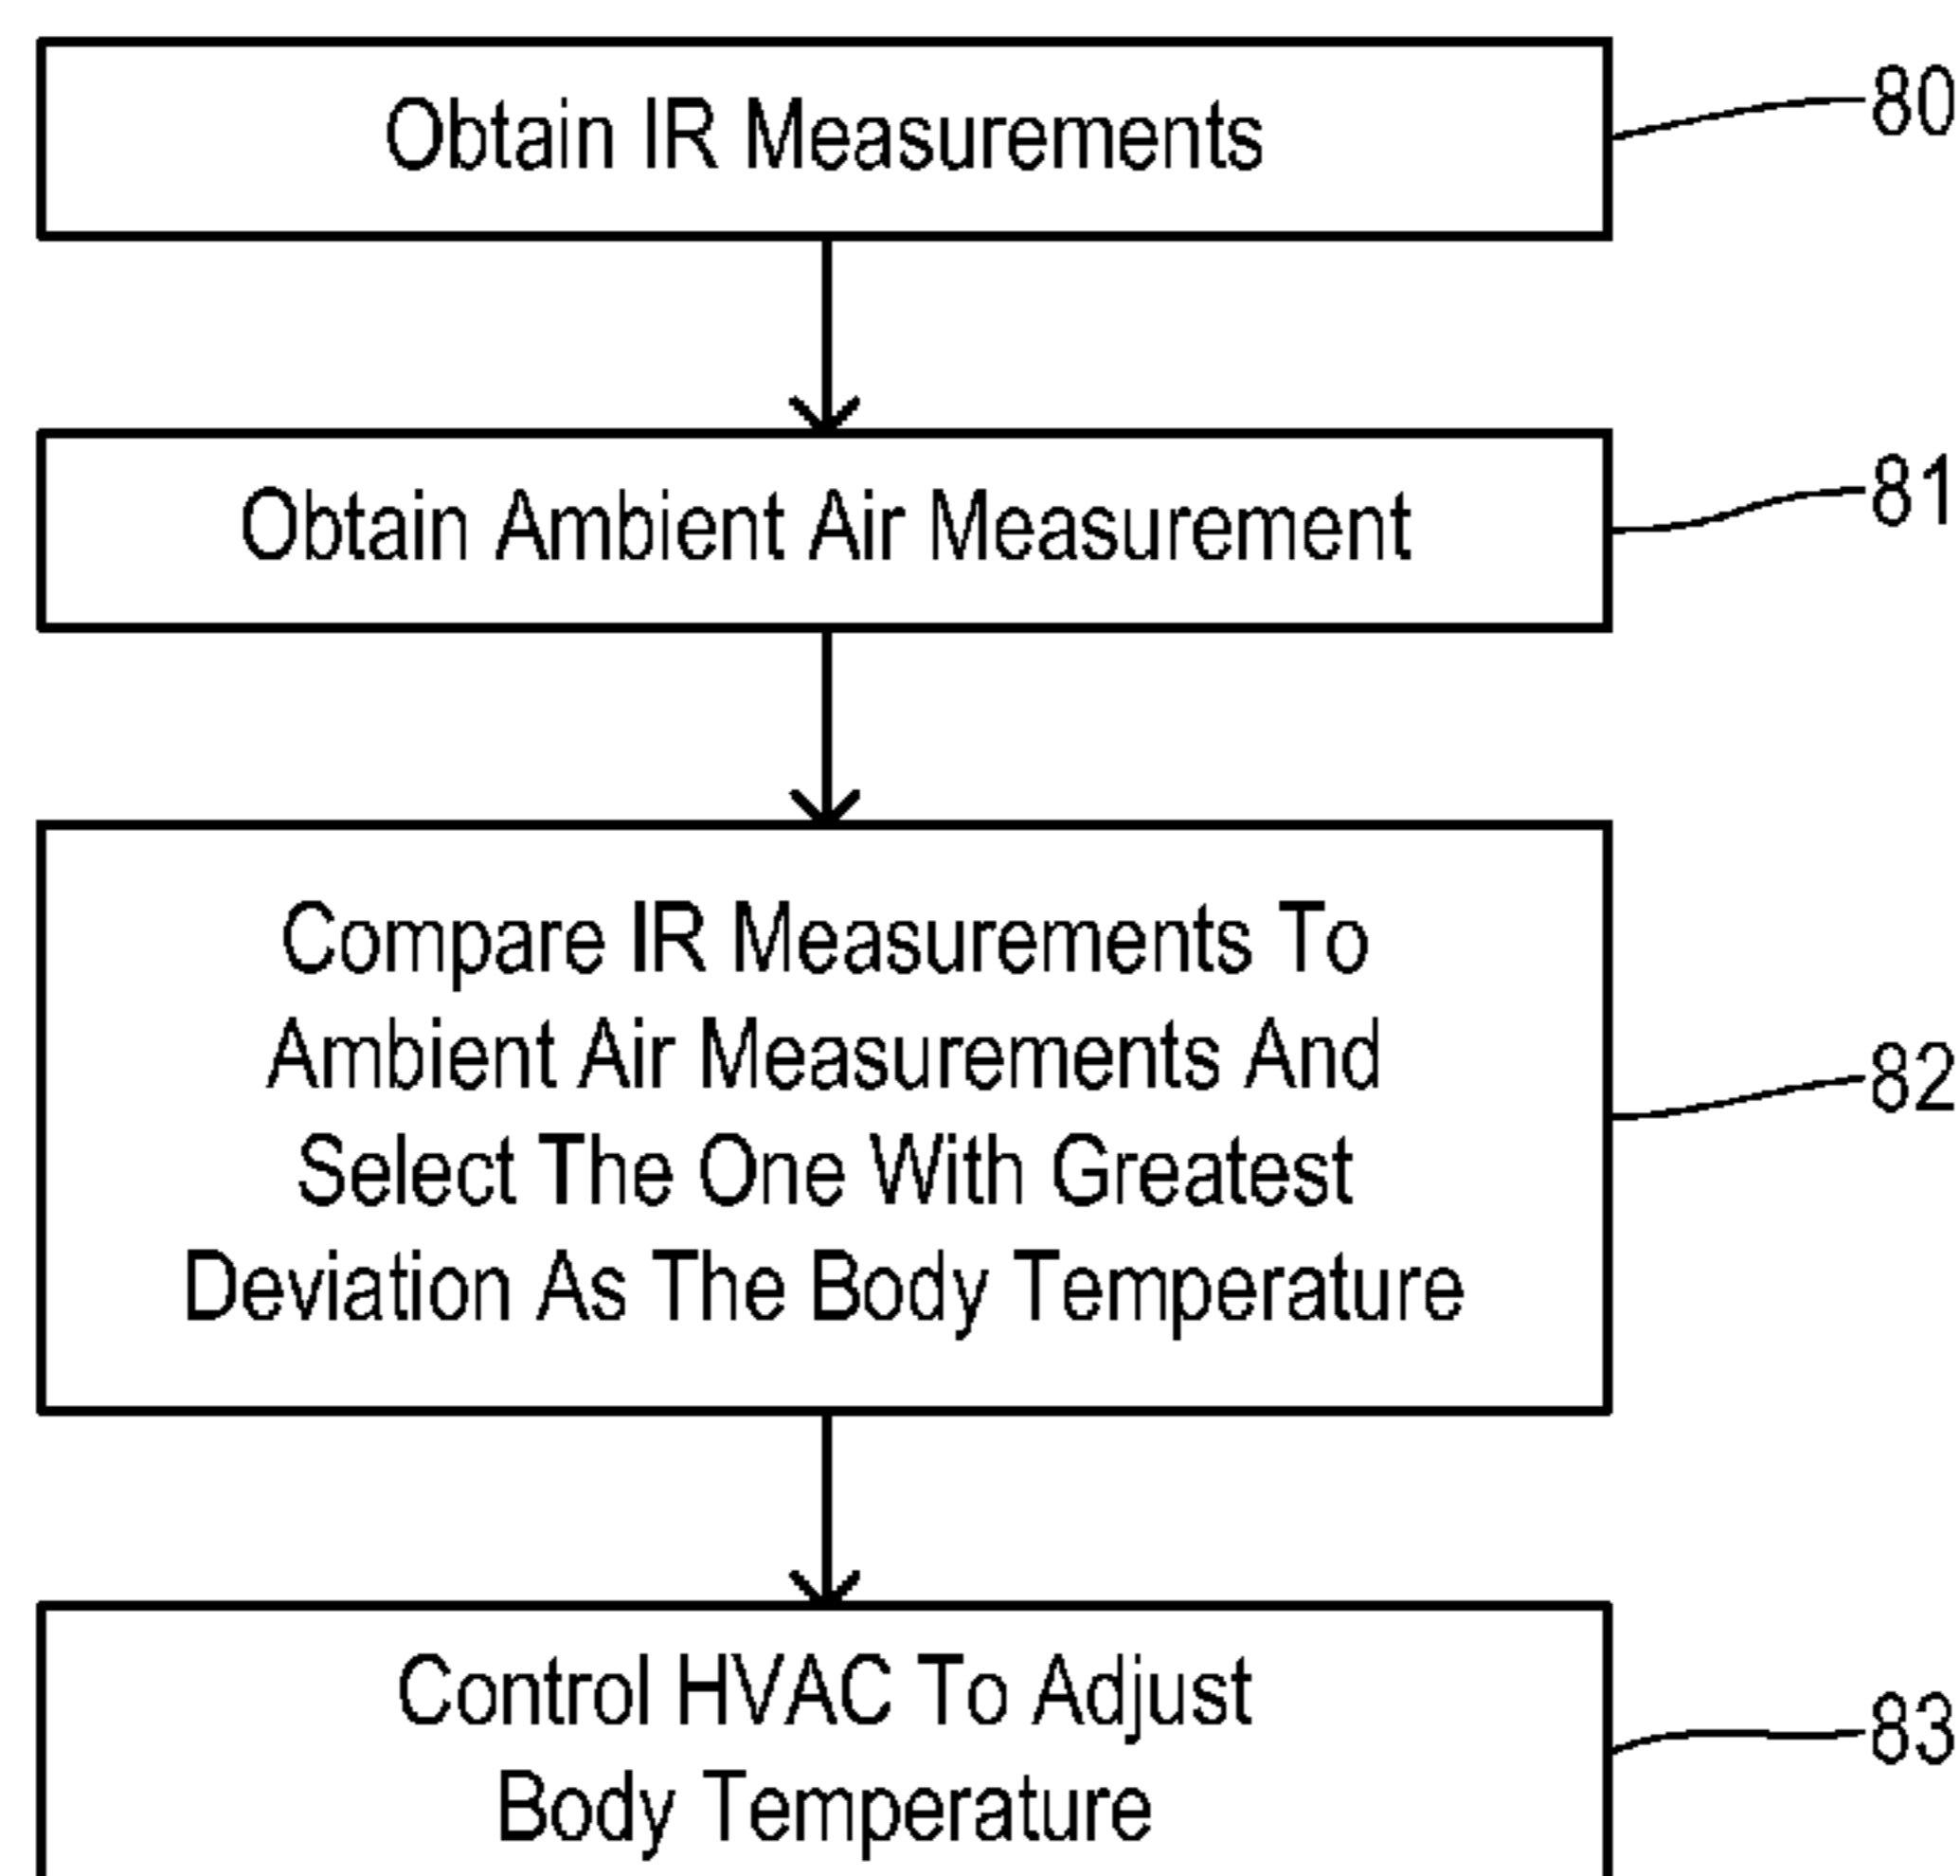 Obtain IR Measurements
80
Obtain Ambient Air Measurement
81
Compare IR Measurements To
Ambient Air Measurements And
Select The One With Greatest
Deviation As The Body Temperature
82
Control HVAC To Adjust
Body Temperature
83